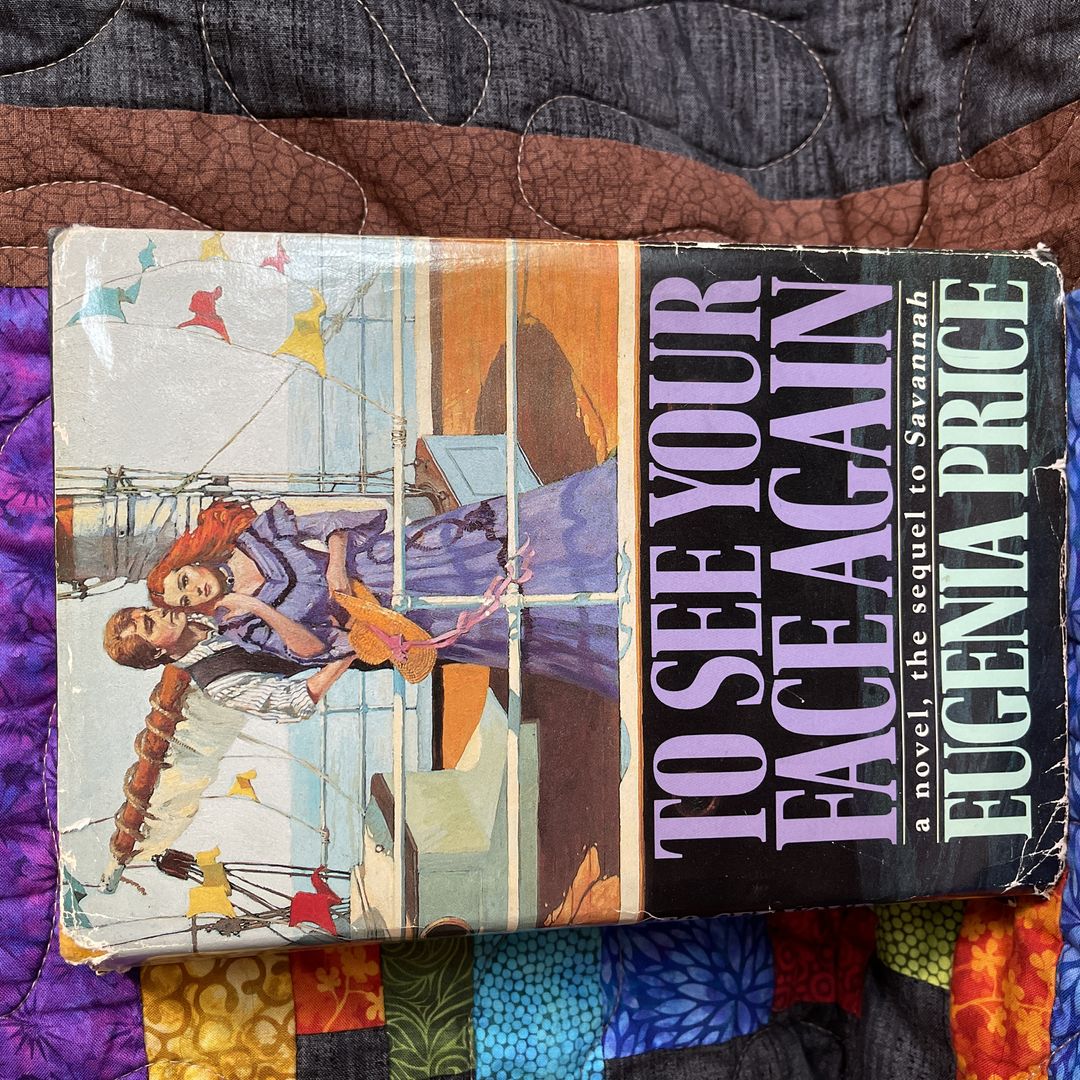 TO SEE YOUR
FACE AGAIN
a novel, the sequel to Savannah
EUGENIA PRICE